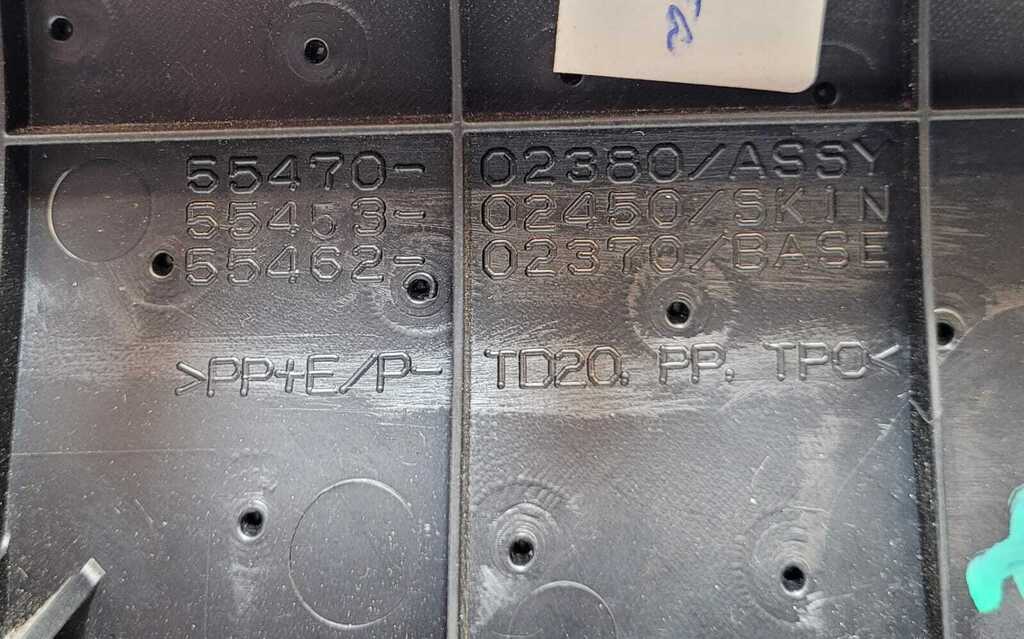 55470-02380/ASSY
55453-02450/SKIN
55462-02370/BASE
>PP+E/P-TD20. PP. TPO<